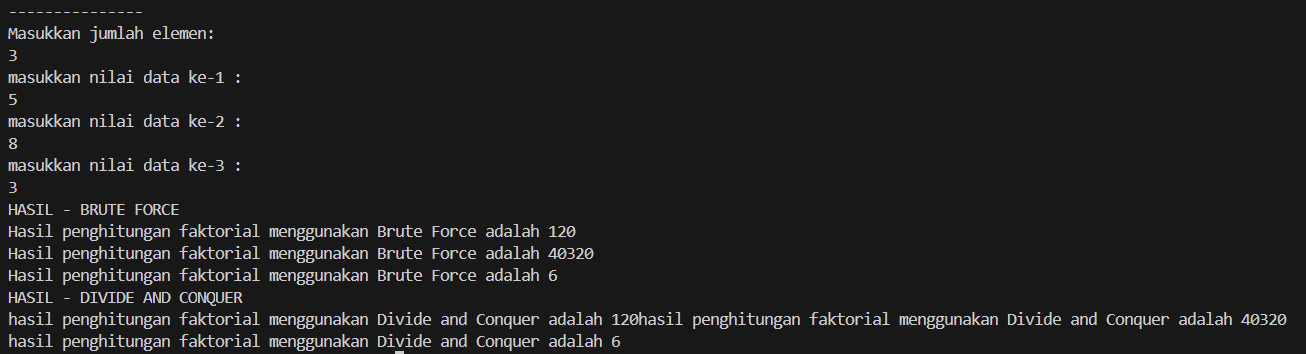 ---------------
Masukkan jumlah elemen:
3
masukkan nilai data ke-1 :
5
masukkan nilai data ke-2 :
8
masukkan nilai data ke-3 :
3
HASIL - BRUTE FORCE
Hasil penghitungan faktorial menggunakan Brute Force adalah 120
Hasil penghitungan faktorial menggunakan Brute Force adalah 40320
Hasil penghitungan faktorial menggunakan Brute Force adalah 6
HASIL - DIVIDE AND CONQUER
hasil penghitungan faktorial menggunakan Divide and Conquer adalah 120hasil penghitungan faktorial menggunakan Divide and Conquer adalah 40320
hasil penghitungan faktorial menggunakan Divide and Conquer adalah 6